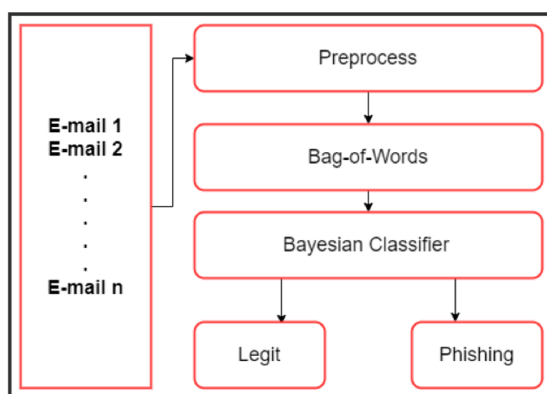 E-mail 1
E-mail 2
.
.
.
.
.
E-mail n
Preprocess
Bag-of-Words
Bayesian Classifier
Legit
Phishing